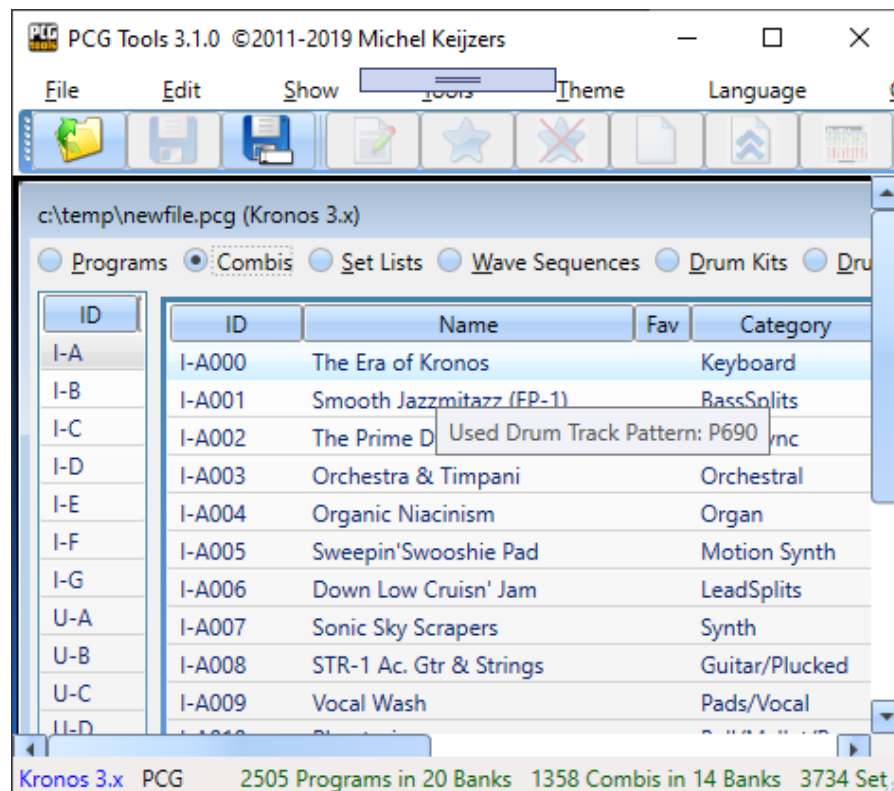 PCG Tools 3.1.0 ©2011-2019 Michel Keijzers
File Edit Show Tools Theme Language
c:\temp\newfile.pcg (Kronos 3.x)
Programs Combis Set Lists Wave Sequences Drum Kits Dru
ID
I-A
I-B
I-C
I-D
I-E
I-F
I-G
U-A
U-B
U-C
U-D
ID Name Fav Category
I-A000 The Era of Kronos Keyboard
I-A001 Smooth Jazzmitazz (EP-1) BassSplits
I-A002 The Prime D
Used Drum Track Pattern: P690
I-A003 Orchestra & Timpani Orchestral
I-A004 Organic Niacinism Organ
I-A005 Sweepin'Swooshie Pad Motion Synth
I-A006 Down Low Cruisn' Jam LeadSplits
I-A007 Sonic Sky Scrapers Synth
I-A008 STR-1 Ac. Gtr & Strings Guitar/Plucked
I-A009 Vocal Wash Pads/Vocal
Kronos 3.x PCG 2505 Programs in 20 Banks 1358 Combis in 14 Banks 3734 Set